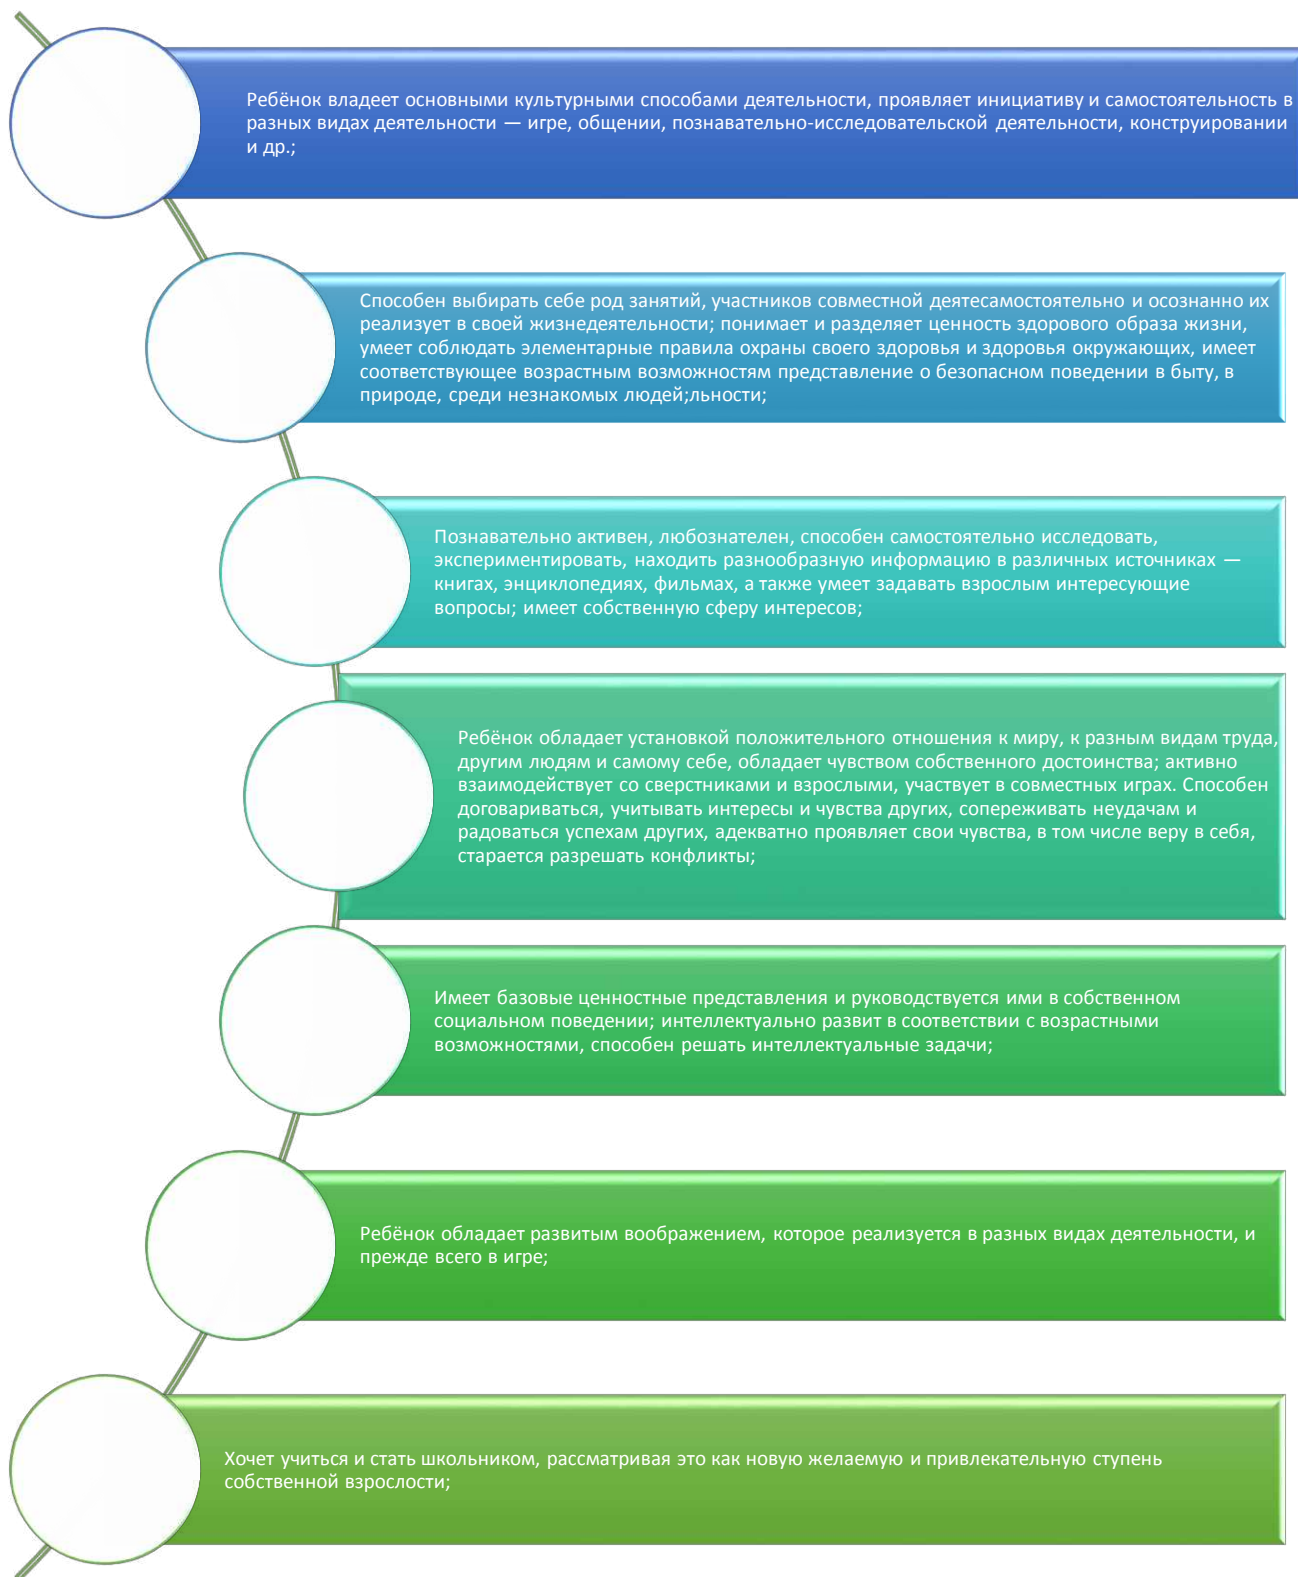 Ребёнок владеет основными культурными способами деятельности, проявляет инициативу и самостоятельность в
разных видах деятельности — игре, общении, познавательно-исследовательской деятельности, конструировании
и др.;
Способен выбирать себе род занятий, участников совместной деятесамостоятельно и осознанно их
реализует в своей жизнедеятельности; понимает и разделяет ценность здорового образа жизни,
умеет соблюдать элементарные правила охраны своего здоровья и здоровья окружающих, имеет
соответствующее возрастным возможностям представление о безопасном поведении в быту, в
природе, среди незнакомых людей;льности;
Познавательно активен, любознателен, способен самостоятельно исследовать,
экспериментировать, находить разнообразную информацию в различных источниках —
книгах, энциклопедиях, фильмах, а также умеет задавать взрослым интересующие
вопросы; имеет собственную сферу интересов;
Ребёнок обладает установкой положительного отношения к миру, к разным видам труда,
другим людям и самому себе, обладает чувством собственного достоинства; активно
взаимодействует со сверстниками и взрослыми, участвует в совместных играх. Способен
договариваться, учитывать интересы и чувства других, сопереживать неудачам и
радоваться успехам других, адекватно проявляет свои чувства, в том числе веру в себя,
старается разрешать конфликты;
Имеет базовые ценностные представления и руководствуется ими в собственном
социальном поведении; интеллектуально развит в соответствии с возрастными
возможностями, способен решать интеллектуальные задачи;
Ребёнок обладает развитым воображением, которое реализуется в разных видах деятельности, и
прежде всего в игре;
Хочет учиться и стать школьником, рассматривая это как новую желаемую и привлекательную ступень
собственной взрослости;